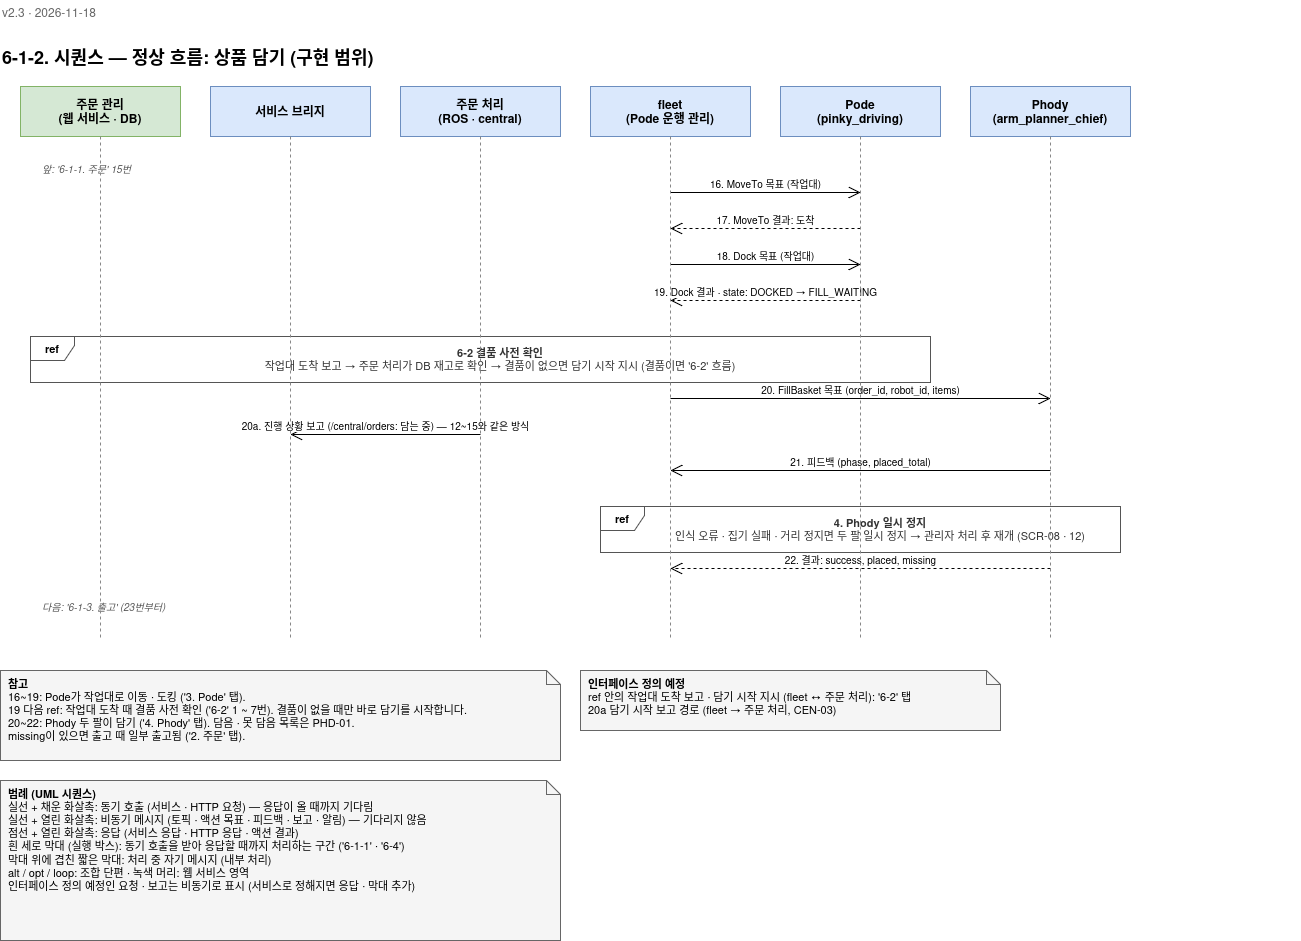 v2.3 · 2026-11-18
6-1-2. 시퀀스 — 정상 흐름: 상품 담기 (구현 범위)
주문 관리
(웹 서비스 · DB)
서비스 브리지
주문 처리
(ROS · central)
fleet
(Pode 운행 관리)
Pode
(pinky_driving)
Phody
(arm_planner_chief)
앞: '6-1-1. 주문' 15번
16. MoveTo 목표 (작업대)
17. MoveTo 결과: 도착
18. Dock 목표 (작업대)
19. Dock 결과 · state: DOCKED → FILL_WAITING
ref
6-2 결품 사전 확인
작업대 도착 보고 → 주문 처리가 DB 재고로 확인 → 결품이 없으면 담기 시작 지시 (결품이면 '6-2' 흐름)
20. FillBasket 목표 (order_id, robot_id, items)
20a. 진행 상황 보고 (/central/orders: 담는 중) — 12~15와 같은 방식
21. 피드백 (phase, placed_total)
ref
4. Phody 일시 정지
인식 오류 · 집기 실패 · 거리 정지면 두 팔 일시 정지 → 관리자 처리 후 재개 (SCR-08 · 12)
22. 결과: success, placed, missing
다음: '6-1-3. 출고' (23번부터)
참고
16~19: Pode가 작업대로 이동 · 도킹 ('3. Pode' 탭).
19 다음 ref: 작업대 도착 때 결품 사전 확인 ('6-2' 1 ~ 7번). 결품이 없을 때만 바로 담기를 시작합니다.
20~22: Phody 두 팔이 담기 ('4. Phody' 탭). 담음 · 못 담음 목록은 PHD-01.
missing이 있으면 출고 때 일부 출고됨 ('2. 주문' 탭).
인터페이스 정의 예정
ref 안의 작업대 도착 보고 · 담기 시작 지시 (fleet ↔ 주문 처리): '6-2' 탭
20a 담기 시작 보고 경로 (fleet → 주문 처리, CEN-03)
범례 (UML 시퀀스)
실선 + 채운 화살촉: 동기 호출 (서비스 · HTTP 요청) — 응답이 올 때까지 기다림
실선 + 열린 화살촉: 비동기 메시지 (토픽 · 액션 목표 · 피드백 · 보고 · 알림) — 기다리지 않음
점선 + 열린 화살촉: 응답 (서비스 응답 · HTTP 응답 · 액션 결과)
흰 세로 막대 (실행 박스): 동기 호출을 받아 응답할 때까지 처리하는 구간 ('6-1-1' · '6-4')
막대 위에 겹친 짧은 막대: 처리 중 자기 메시지 (내부 처리)
alt / opt / loop: 조합 단편 · 녹색 머리: 웹 서비스 영역
인터페이스 정의 예정인 요청 · 보고는 비동기로 표시 (서비스로 정해지면 응답 · 막대 추가)